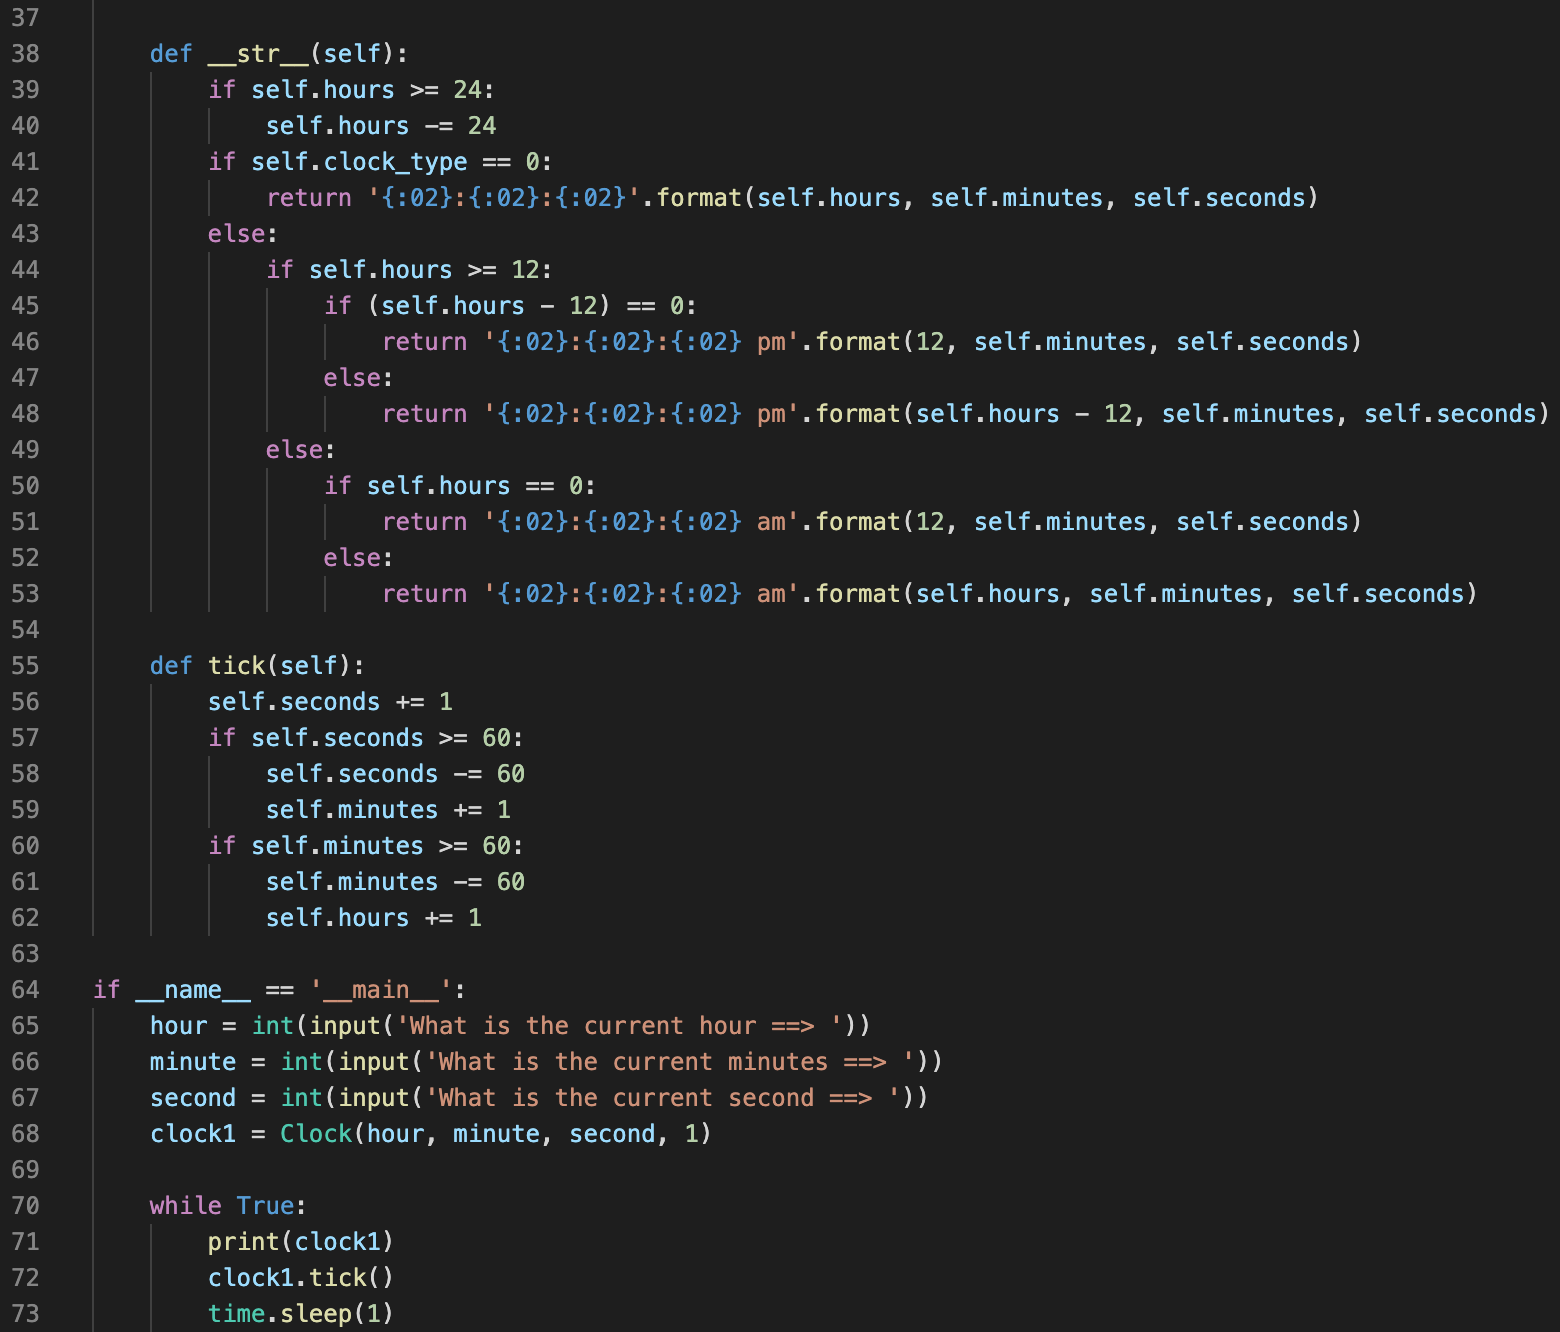 37
38 def __str__(self):
39 if self.hours >= 24:
40 self.hours -= 24
41 if self.clock_type == 0:
42 return '{:02}:{:02}:{:02}'.format(self.hours, self.minutes, self.seconds)
43 else:
44 if self.hours >= 12:
45 if (self.hours - 12) == 0:
46 return '{:02}:{:02}:{:02} pm'.format(12, self.minutes, self.seconds)
47 else:
48 return '{:02}:{:02}:{:02} pm'.format(self.hours - 12, self.minutes, self.seconds)
49 else:
50 if self.hours == 0:
51 return '{:02}:{:02}:{:02} am'.format(12, self.minutes, self.seconds)
52 else:
53 return '{:02}:{:02}:{:02} am'.format(self.hours, self.minutes, self.seconds)
54
55 def tick(self):
56 self.seconds += 1
57 if self.seconds >= 60:
58 self.seconds -= 60
59 self.minutes += 1
60 if self.minutes >= 60:
61 self.minutes -= 60
62 self.hours += 1
63
64 if __name__ == '__main__':
65 hour = int(input('What is the current hour ==> '))
66 minute = int(input('What is the current minutes ==> '))
67 second = int(input('What is the current second ==> '))
68 clock1 = Clock(hour, minute, second, 1)
69
70 while True:
71 print(clock1)
72 clock1.tick()
73 time.sleep(1)